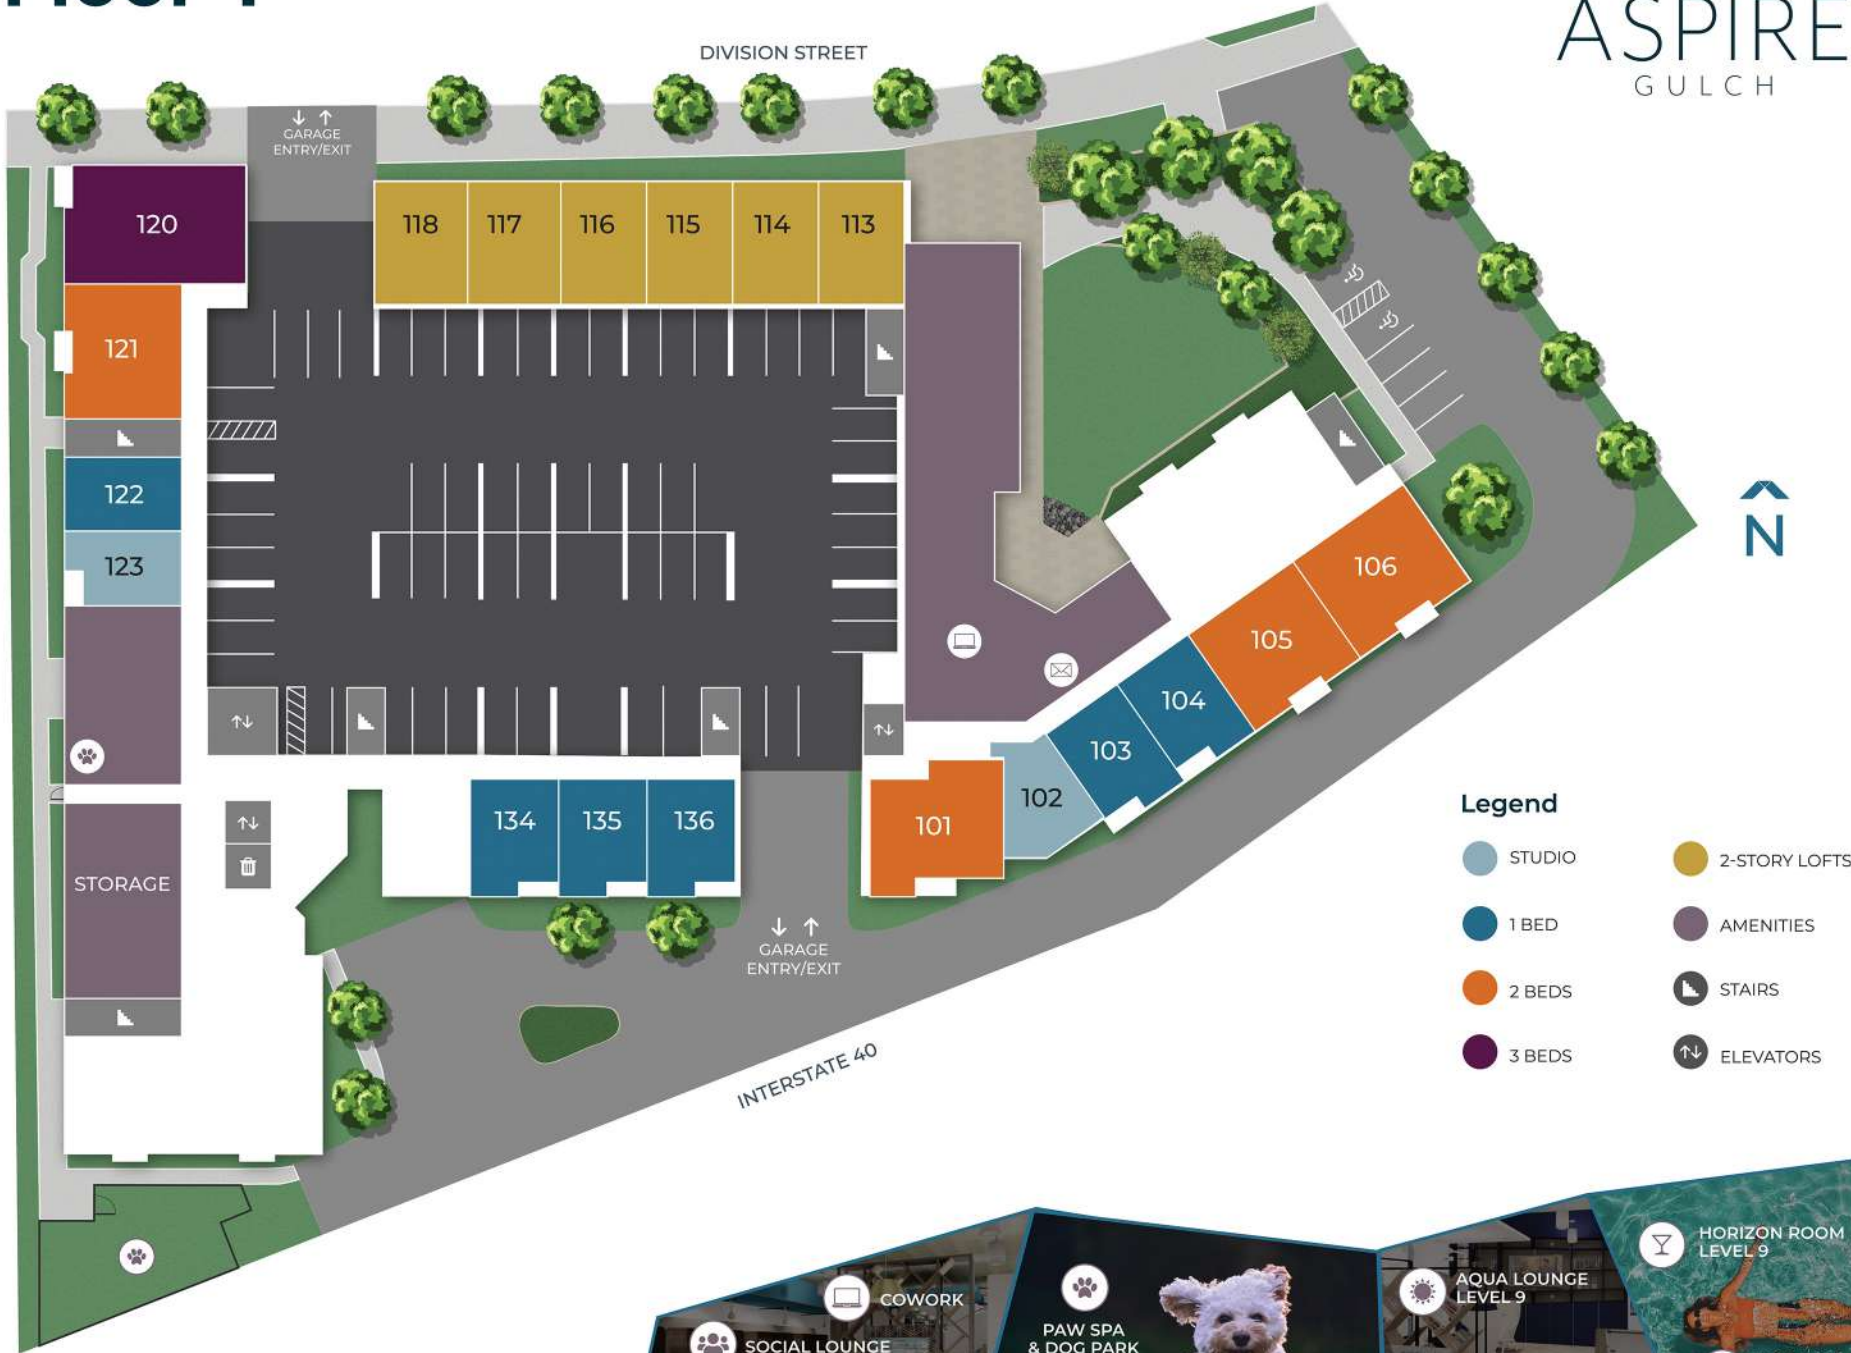 ASPIRE
GULCH
DIVISION STREET
GARAGE
ENTRY/EXIT
120
118
117
116
115
114
113
121
122
123
N
106
105
104
103
102
101
134
135
136
STORAGE
GARAGE
ENTRY/EXIT
INTERSTATE 40
Legend
STUDIO
2-STORY LOFTS
1 BED
AMENITIES
2 BEDS
STAIRS
3 BEDS
ELEVATORS
HORIZON ROOM
LEVEL 9
AQUA LOUNGE
LEVEL 9
COWORK
SOCIAL LOUNGE
PAW SPA
& DOG PARK